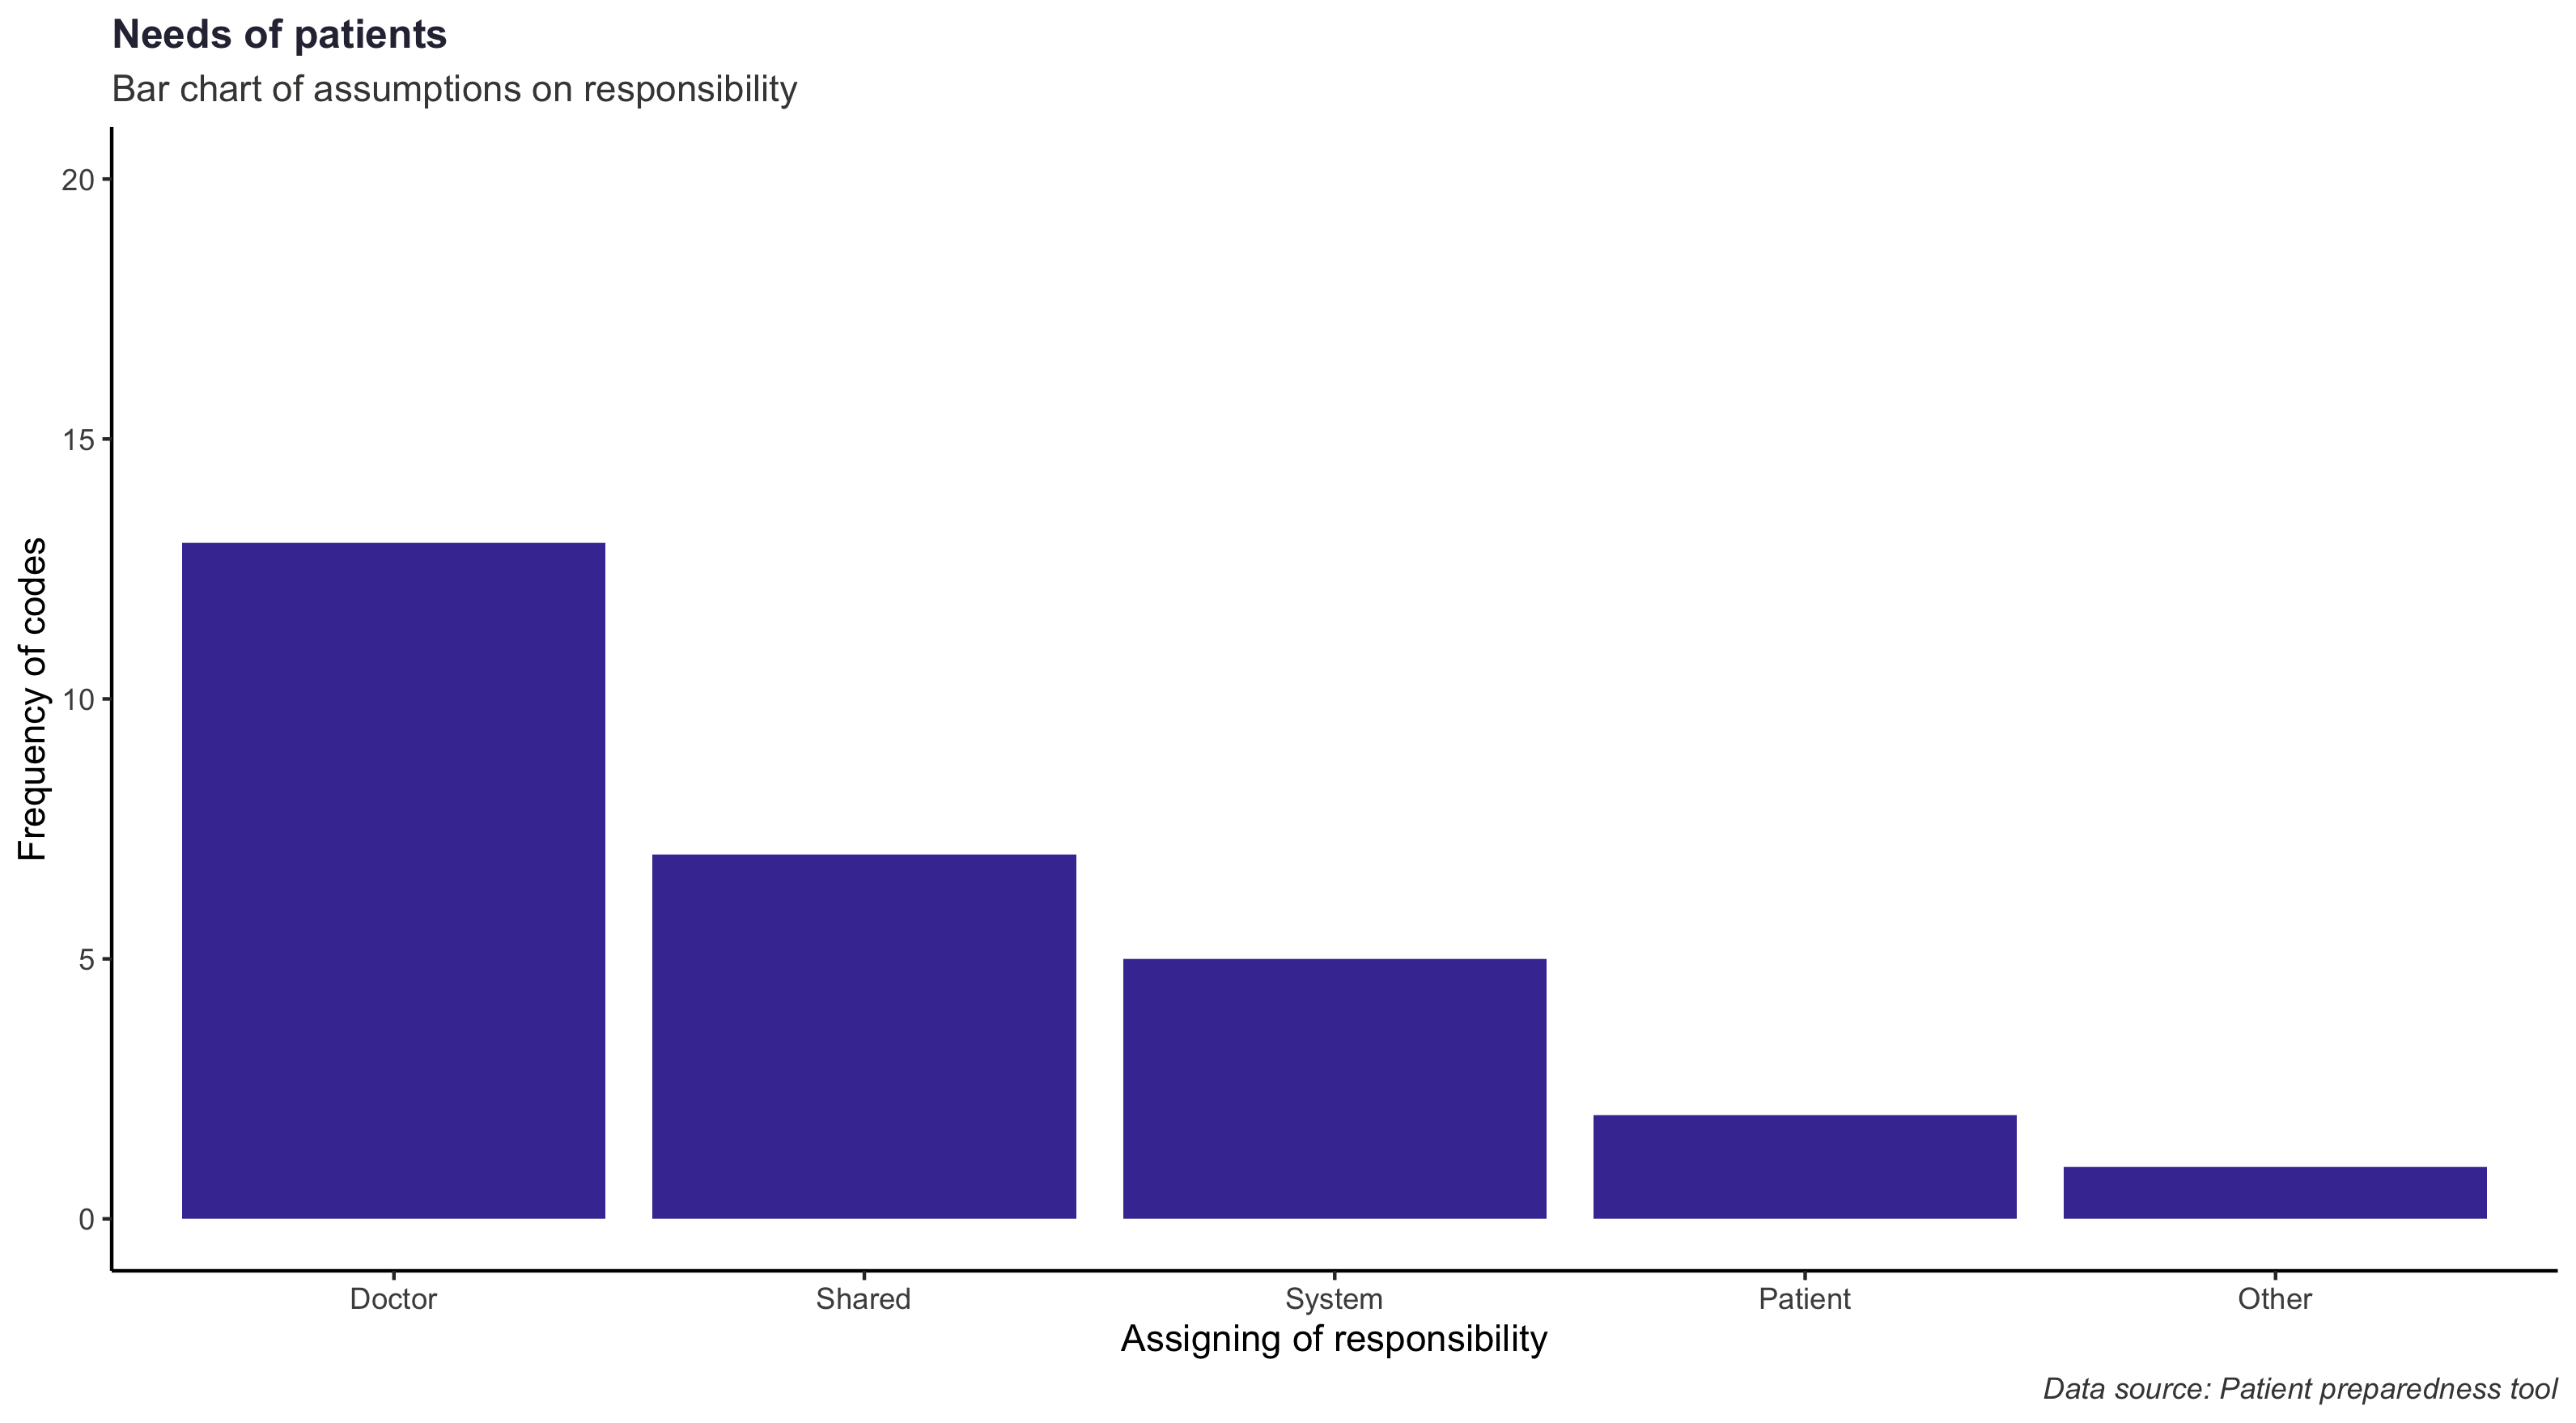 Needs of patients
Bar chart of assumptions on responsibility
Frequency of codes
20
15
10
5
0
Doctor
Shared
System
Patient
Other
Assigning of responsibility
Data source: Patient preparedness tool